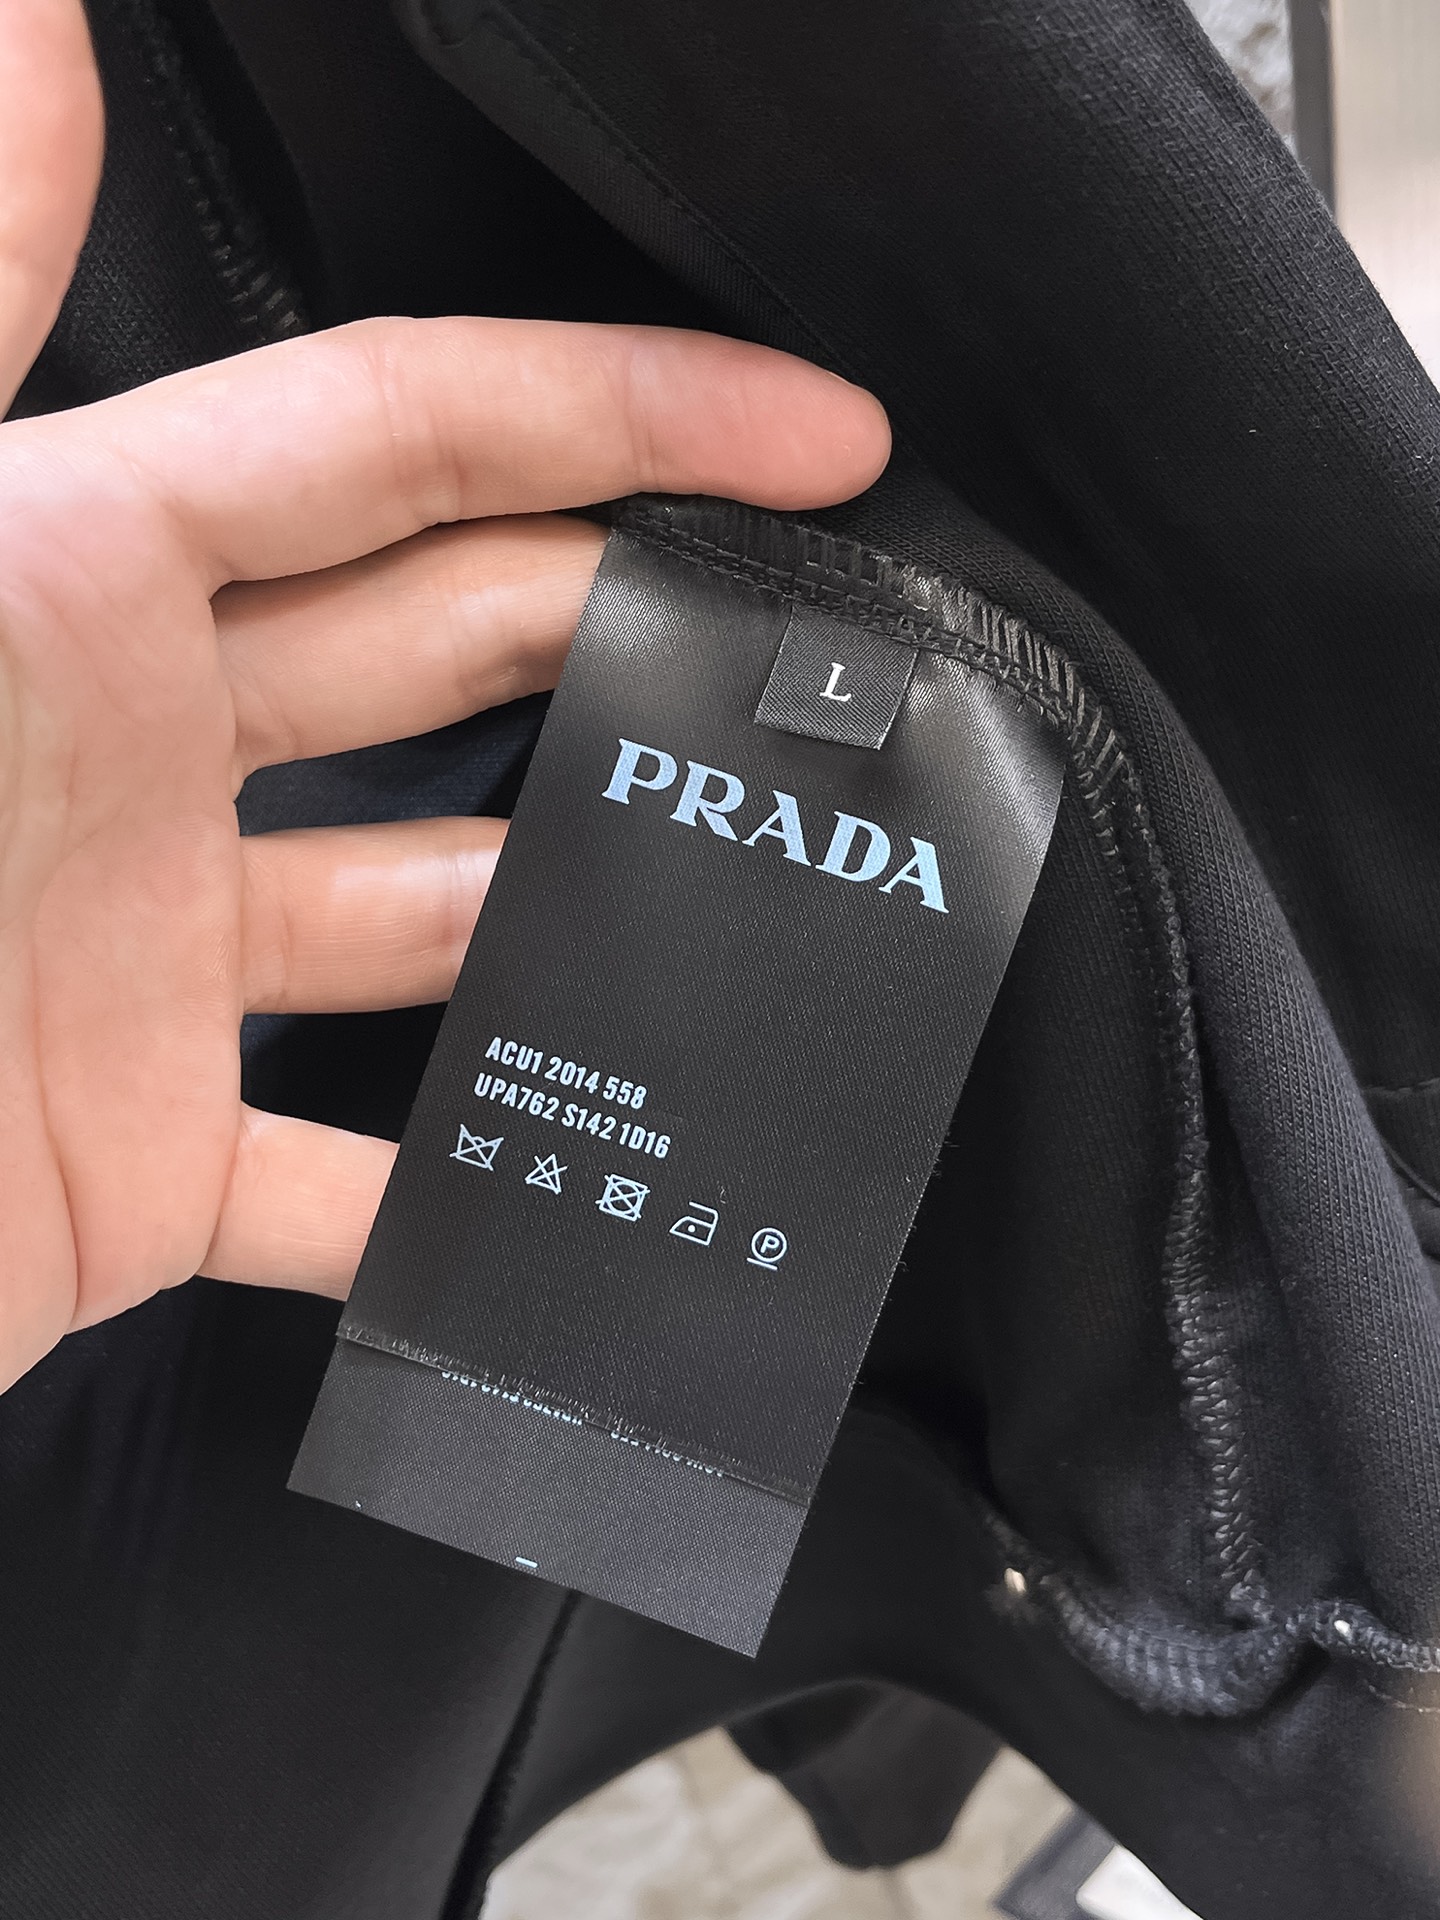 L
PRADA
ACU1 2014 558
UPA762 S142 1D16
P